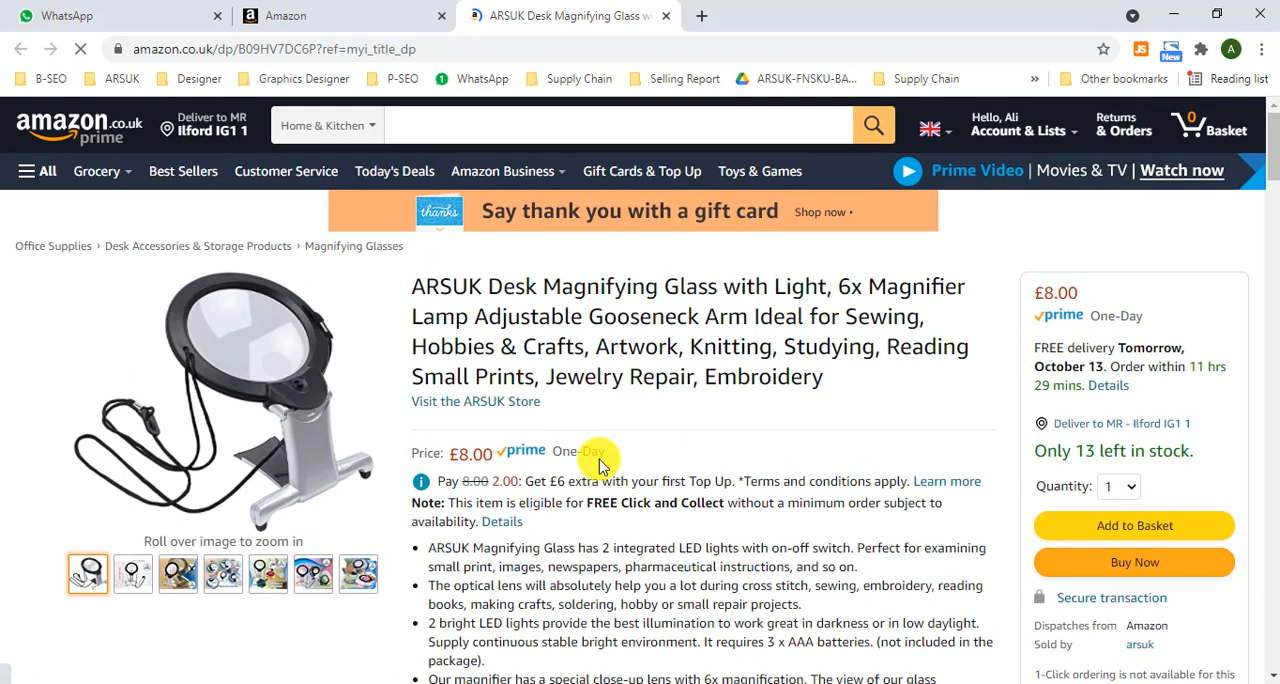 WhatsApp
Amazon
ARSUK Desk Magnifying Glass w
amazon.co.uk/dp/B09HV7DC6P?ref=myi_title_dp
JS
New
A
B-SEO
ARSUK
Designer
Graphics Designer
P-SEO
1 WhatsApp
Supply Chain
Selling Report
ARSUK-FNSKU-BA...
Supply Chain
»
Other bookmarks
Reading list
amazon.co.uk
prime
Deliver to MR
Ilford IG1 1
Home & Kitchen
Hello, Ali
Account & Lists
Returns
& Orders
0
Basket
All
Grocery
Best Sellers
Customer Service
Today's Deals
Amazon Business
Gift Cards & Top Up
Toys & Games
Prime Video | Movies & TV | Watch now
thanks
Say thank you with a gift card
Shop now ›
Office Supplies › Desk Accessories & Storage Products › Magnifying Glasses
ARSUK Desk Magnifying Glass with Light, 6x Magnifier
Lamp Adjustable Gooseneck Arm Ideal for Sewing,
Hobbies & Crafts, Artwork, Knitting, Studying, Reading
Small Prints, Jewelry Repair, Embroidery
Visit the ARSUK Store
Price: £8.00 prime One-Day
Pay 8.00 2.00: Get £6 extra with your first Top Up. *Terms and conditions apply. Learn more
Note: This item is eligible for FREE Click and Collect without a minimum order subject to
availability. Details
• ARSUK Magnifying Glass has 2 integrated LED lights with on-off switch. Perfect for examining
small print, images, newspapers, pharmaceutical instructions, and so on.
• The optical lens will absolutely help you a lot during cross stitch, sewing, embroidery, reading
books, making crafts, soldering, hobby or small repair projects.
• 2 bright LED lights provide the best illumination to work great in darkness or in low daylight.
Supply continuous stable bright environment. It requires 3 x AAA batteries. (not included in the
package).
• Our magnifier has a special close-up lens with 6x magnification. The view of our glass
Roll over image to zoom in
£8.00
prime One-Day
FREE delivery Tomorrow,
October 13. Order within 11 hrs
29 mins. Details
Deliver to MR - Ilford IG1 1
Only 13 left in stock.
Quantity: 1
Add to Basket
Buy Now
Secure transaction
Dispatches from Amazon
Sold by arsuk
1-Click ordering is not available for this